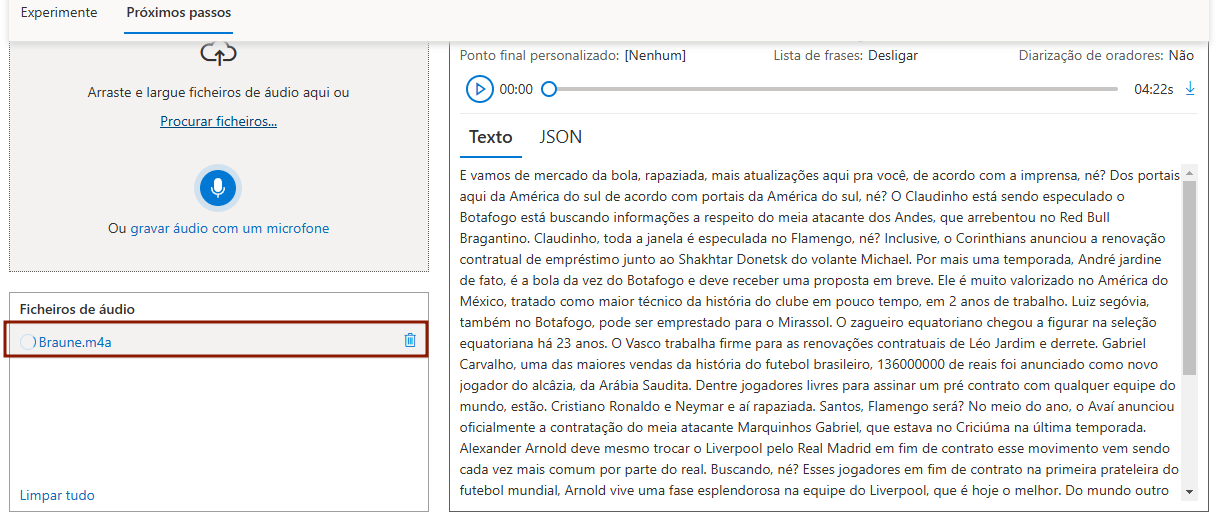 Experimente
Próximos passos
Arraste e largue ficheiros de áudio aqui ou
Procurar ficheiros...
Ou gravar áudio com um microfone
Ficheiros de áudio
Braune.m4a
Limpar tudo
Ponto final personalizado: [Nenhum]
Lista de frases: Desligar
Diarização de oradores: Não
00:00
04:22s
Texto
JSON
E vamos de mercado da bola, rapaziada, mais atualizações aqui pra você, de acordo com a imprensa, né? Dos portais
aqui da América do sul de acordo com portais da América do sul, né? O Claudinho está sendo especulado o
Botafogo está buscando informações a respeito do meia atacante dos Andes, que arrebentou no Red Bull
Bragantino. Claudinho, toda a janela é especulada no Flamengo, né? Inclusive, o Corinthians anunciou a renovação
contratual de empréstimo junto ao Shakhtar Donetsk do volante Michael. Por mais uma temporada, André jardine
de fato, é a bola da vez do Botafogo e deve receber uma proposta em breve. Ele é muito valorizado no América do
México, tratado como maior técnico da história do clube em pouco tempo, em 2 anos de trabalho. Luiz segóvia,
também no Botafogo, pode ser emprestado para o Mirassol. O zagueiro equatoriano chegou a figurar na seleção
equatoriana há 23 anos. O Vasco trabalha firme para as renovações contratuais de Léo Jardim e derrete. Gabriel
Carvalho, uma das maiores vendas da história do futebol brasileiro, 136000000 de reais foi anunciado como novo
jogador do alcâzia, da Arábia Saudita. Dentre jogadores livres para assinar um pré contrato com qualquer equipe do
mundo, estão. Cristiano Ronaldo e Neymar e aí rapaziada. Santos, Flamengo será? No meio do ano, o Avaí anunciou
oficialmente a contratação do meia atacante Marquinhos Gabriel, que estava no Criciúma na última temporada.
Alexander Arnold deve mesmo trocar o Liverpool pelo Real Madrid em fim de contrato esse movimento vem sendo
cada vez mais comum por parte do real. Buscando, né? Esses jogadores em fim de contrato na primeira prateleira do
futebol mundial, Arnold vive uma fase esplendorosa na equipe do Liverpool, que é hoje o melhor. Do mundo outro